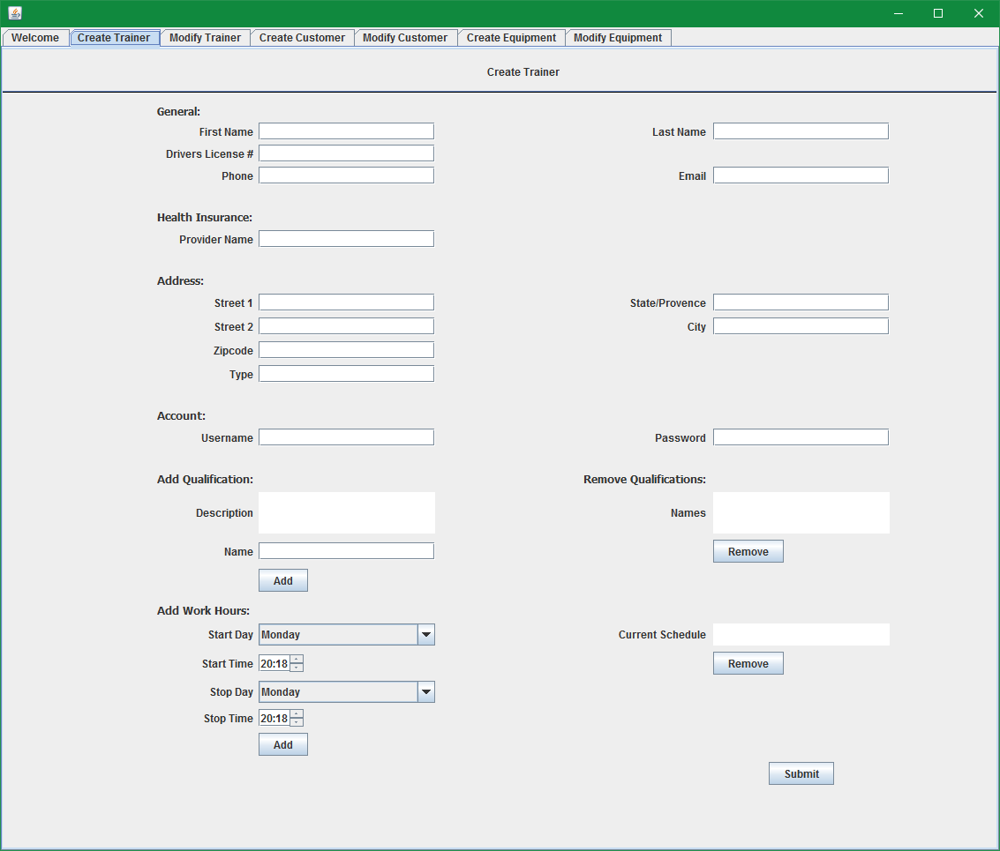 Welcome Create Trainer Modify Trainer Create Customer Modify Customer Create Equipment Modify Equipment
Create Trainer
General:
First Name Last Name
Drivers License #
Phone Email
Health Insurance:
Provider Name
Address:
Street 1 State/Provence
Street 2 City
Zipcode
Type
Account:
Username Password
Add Qualification: Remove Qualifications:
Description Names
Name Remove
Add
Add Work Hours:
Start Day Monday Current Schedule
Start Time 20:18 Remove
Stop Day Monday
Stop Time 20:18
Add
Submit